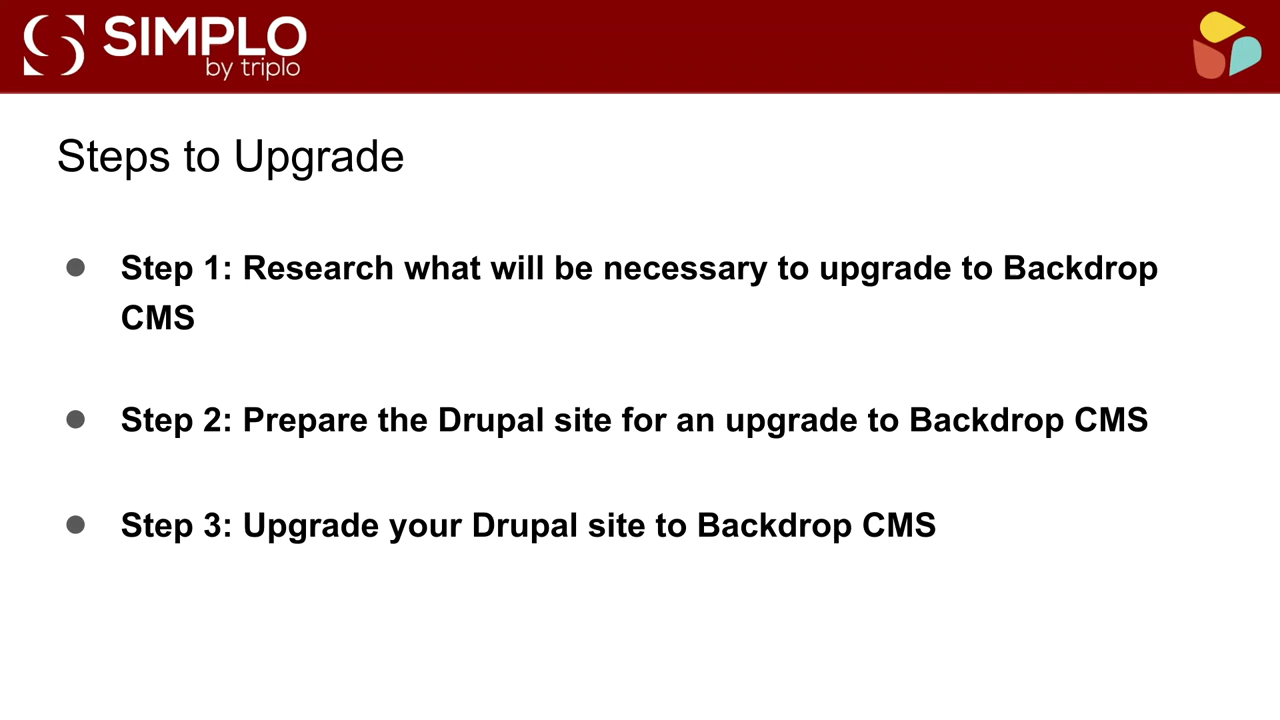 SIMPLO
by triplo
Steps to Upgrade
Step 1: Research what will be necessary to upgrade to Backdrop
CMS
Step 2: Prepare the Drupal site for an upgrade to Backdrop CMS
Step 3: Upgrade your Drupal site to Backdrop CMS